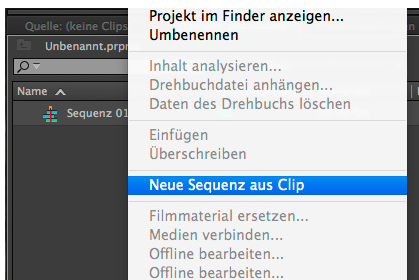 Projekt im Finder anzeigen...
Umbenennen
Quelle: (keine Clips
Unbenannt.prpr
Inhalt analysieren...
Drehbuchdatei anhängen...
Name
Daten des Drehbuchs löschen
Sequenz 01
Einfügen
Überschreiben
Neue Sequenz aus Clip
Filmmaterial ersetzen...
Medien verbinden...
Offline bearbeiten...
Offline bearbeiten...